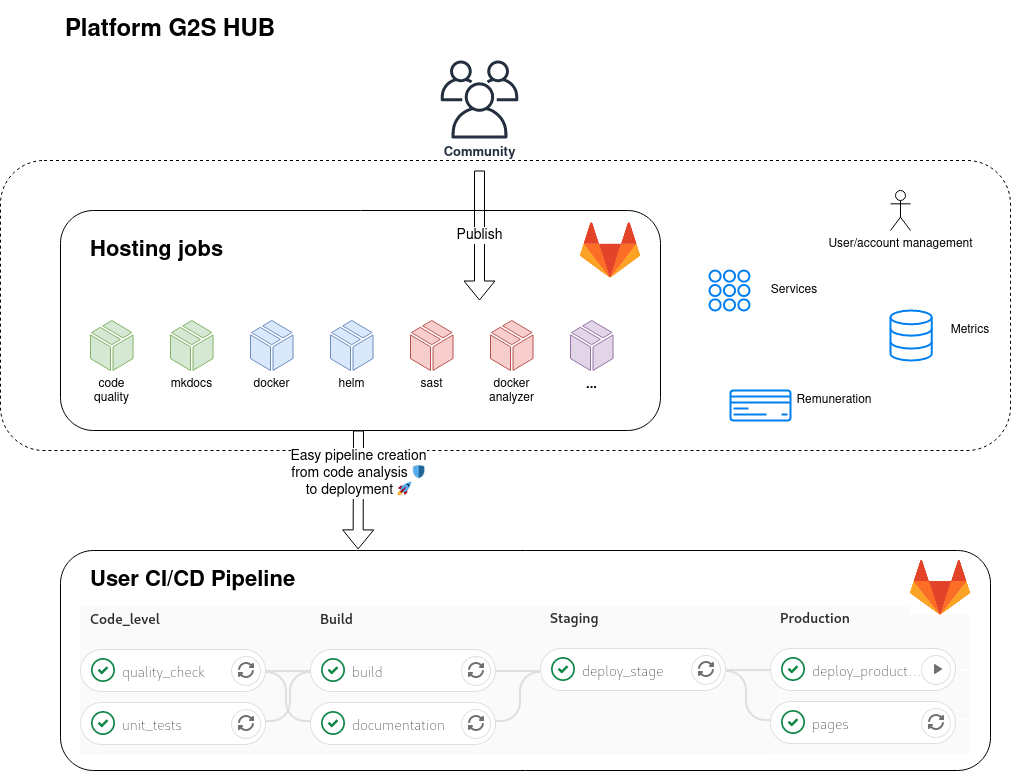 Platform G2S HUB
Community
User/account management
Publish
Hosting jobs
Services
Metrics
code
quality
mkdocs
docker
helm
sast
docker
analyzer
...
Remuneration
Easy pipeline creation
from code analysis 🛡️
to deployment 🚀
User CI/CD Pipeline
Code_level
Build
Staging
Production
quality_check
build
deploy_stage
deploy_product...
unit_tests
documentation
pages